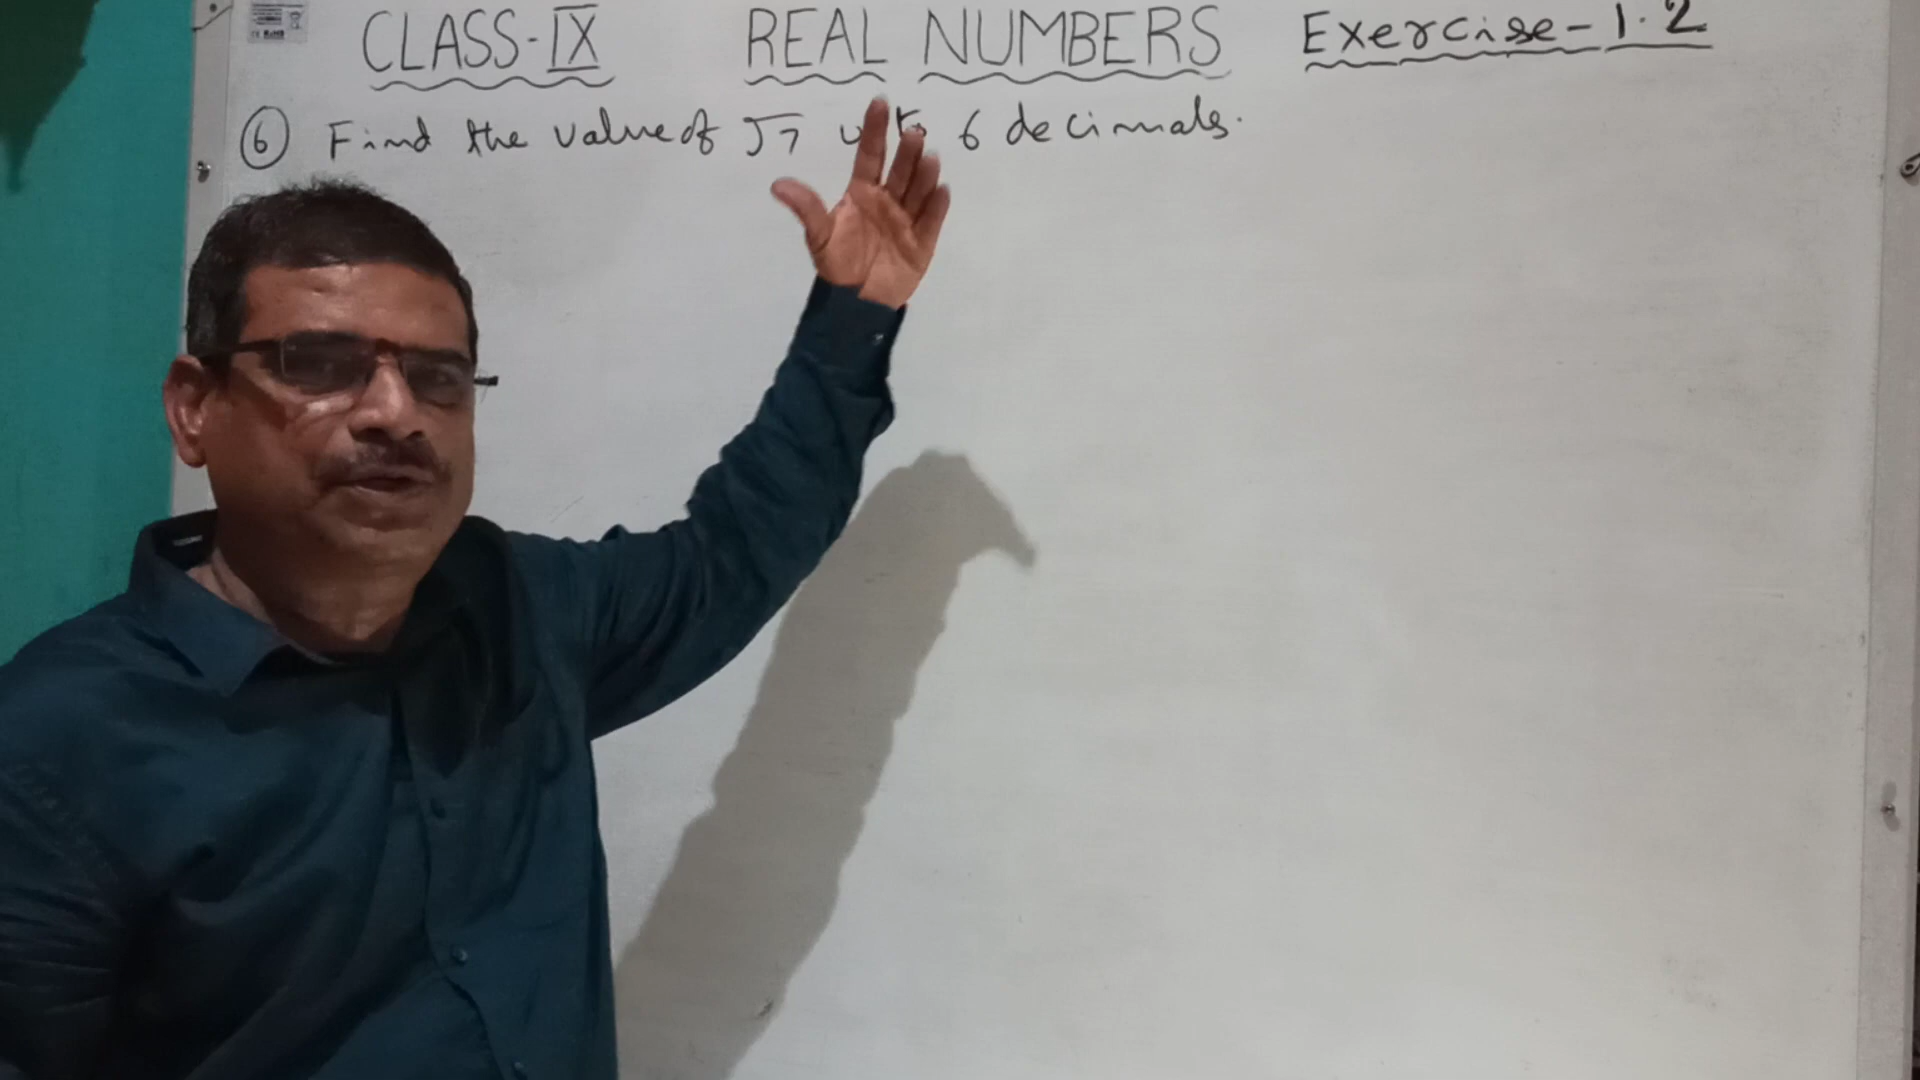 CLASS-IX REAL NUMBERS Exercise-1.2
⑥ Find the value of √7 6 decimals.